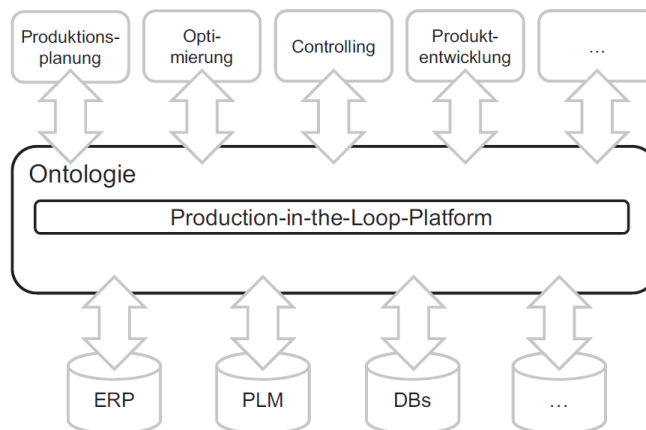 Produktions-
planung
Opti-
mierung
Controlling
Produkt-
entwicklung
...
Ontologie
Production-in-the-Loop-Platform
ERP
PLM
DBs
...